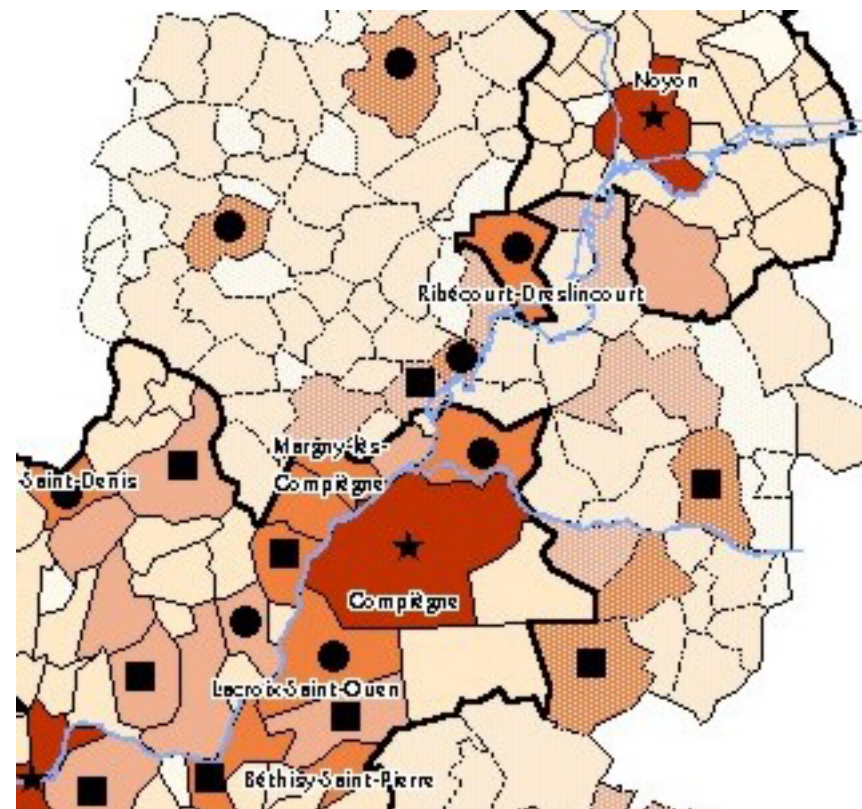 Noyon
Ribécourt-Dreslincourt
Margny-lès-
Compiègne
-Saint-Denis
Compiègne
Lacroix-Saint-Ouen
Béthisy-Saint-Pierre